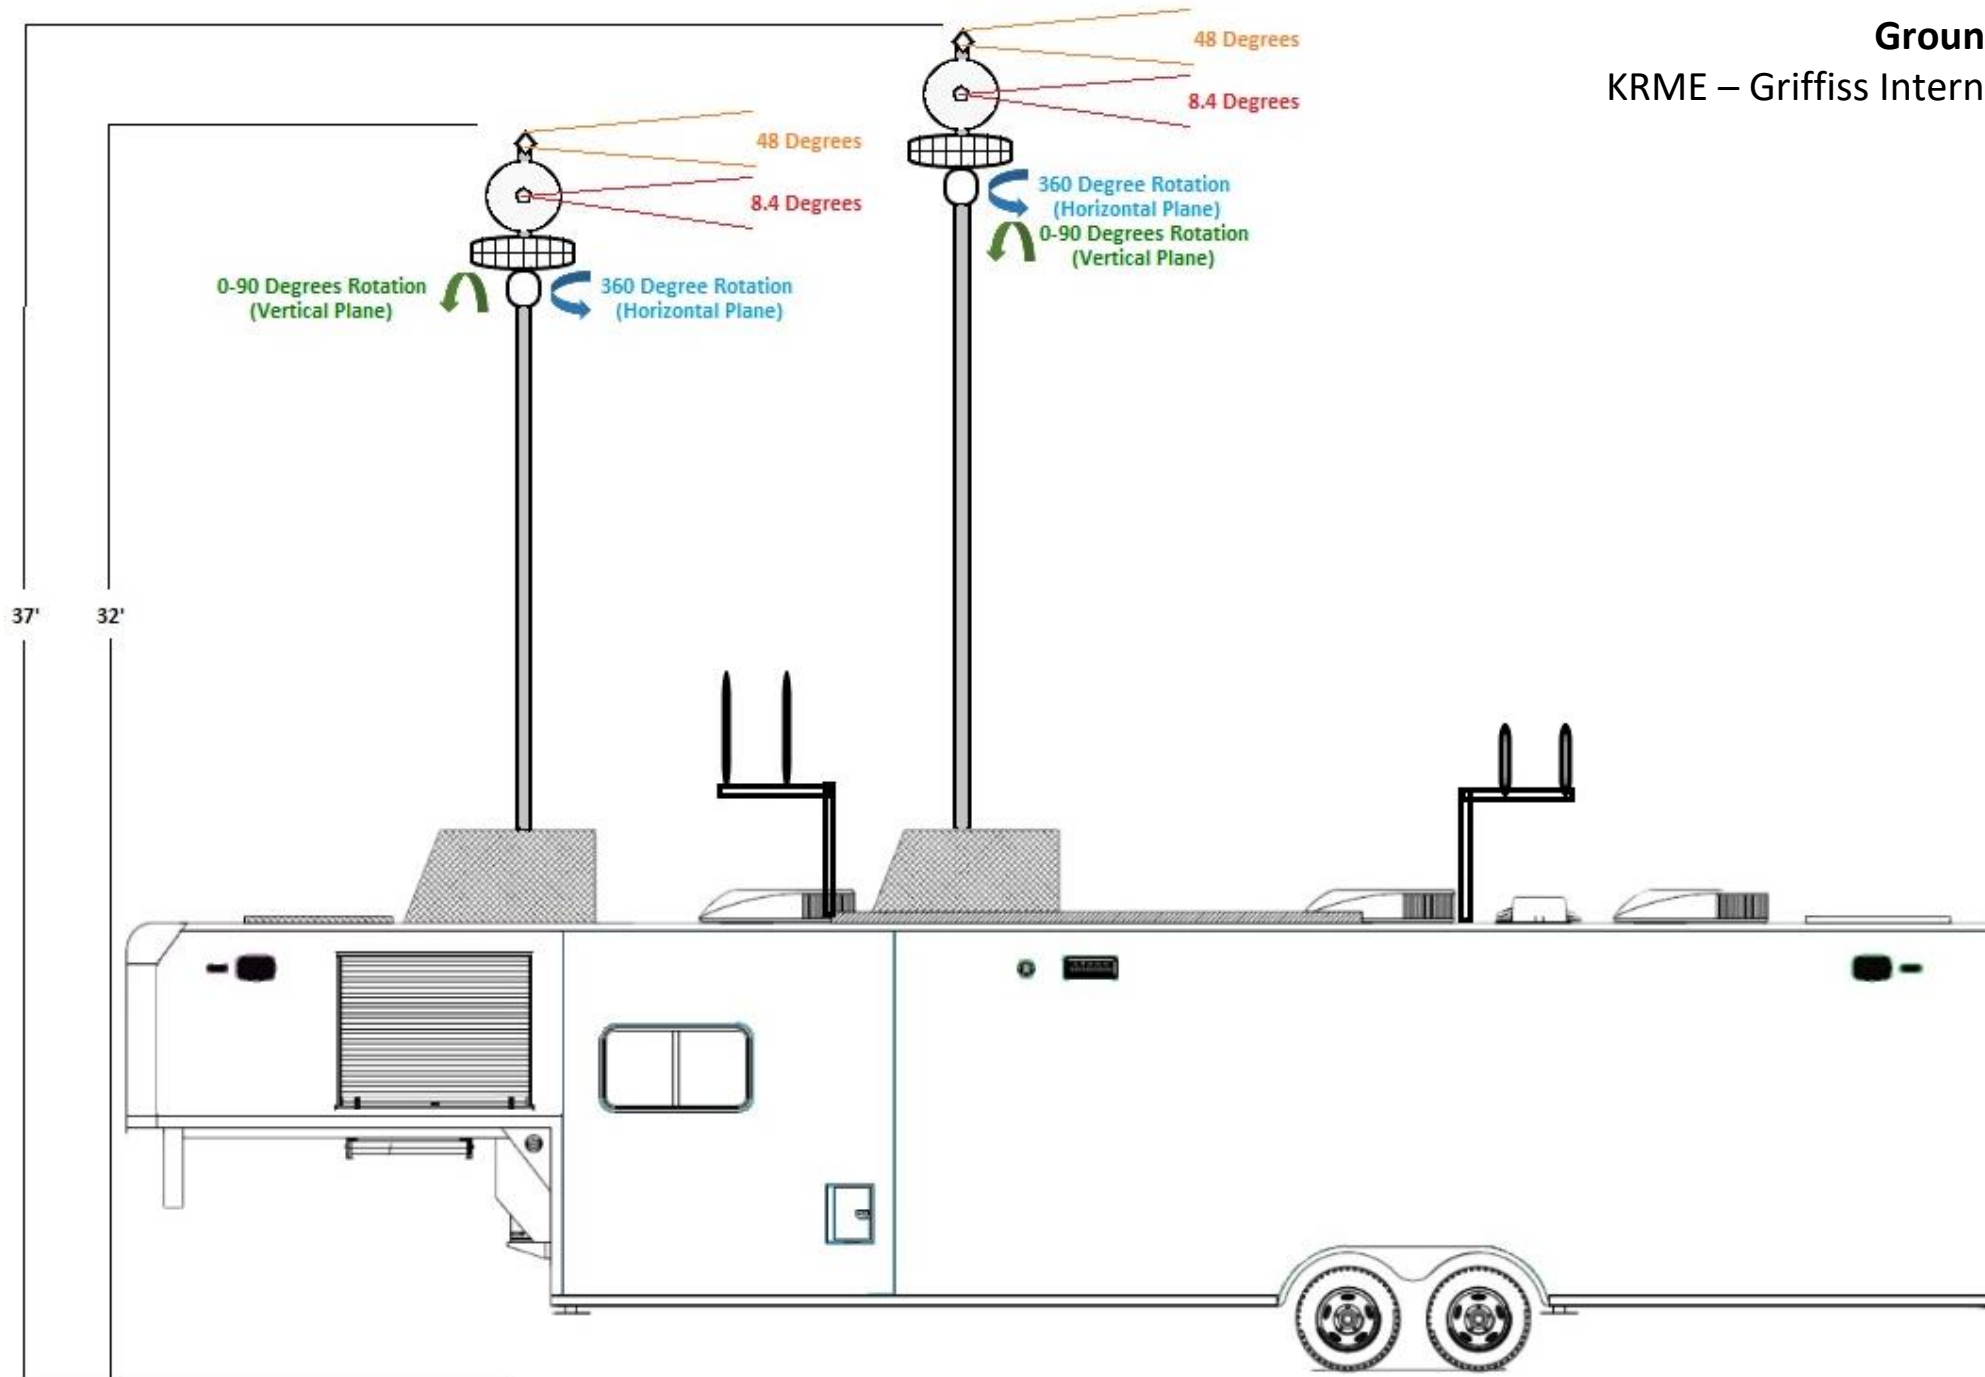 Groun
KRME – Griffiss Intern
48 Degrees
8.4 Degrees
48 Degrees
8.4 Degrees
360 Degree Rotation
(Horizontal Plane)
0-90 Degrees Rotation
(Vertical Plane)
0-90 Degrees Rotation
(Vertical Plane)
360 Degree Rotation
(Horizontal Plane)
37'
32'